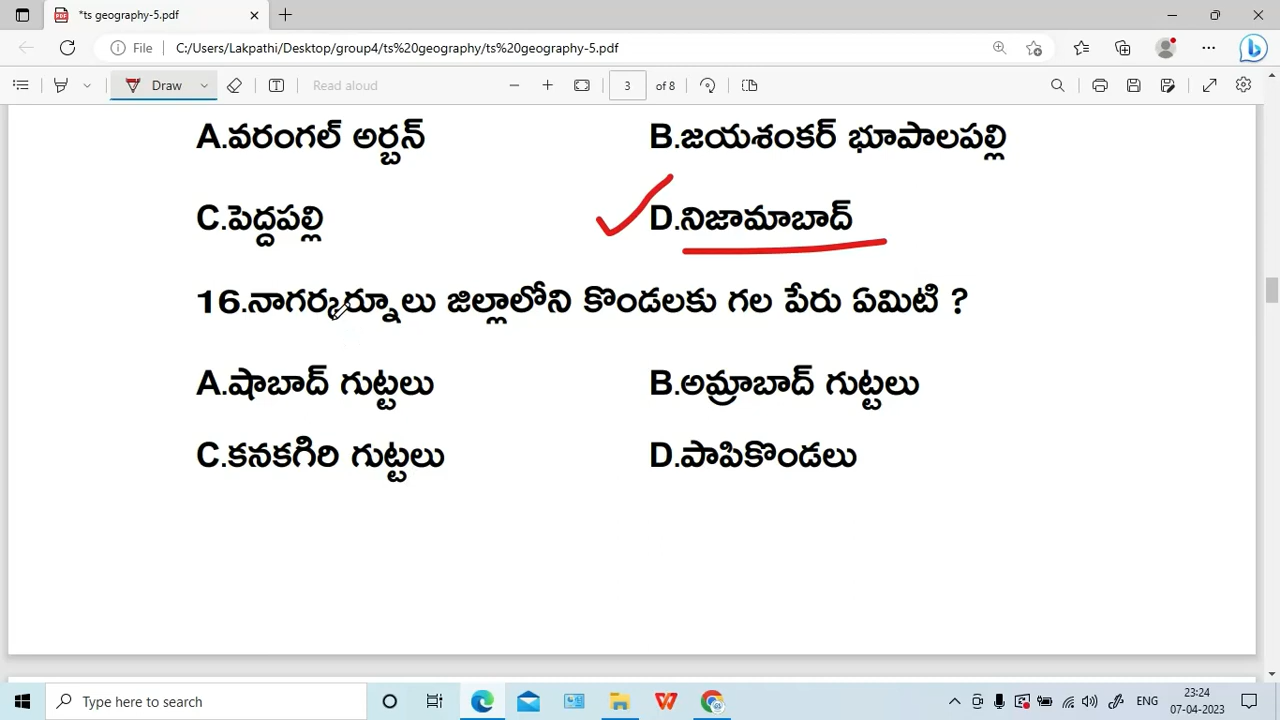 *ts geography-5.pdf
File C:/Users/Lakpathi/Desktop/group4/ts%20geography/ts%20geography-5.pdf
Draw Read aloud 3 of 8
A.వరంగల్ అర్బన్ B.జయశంకర్ భూపాలపల్లి
C.పెద్దపల్లి D.నిజామాబాద్
16.నాగర్కర్నూలు జిల్లాలోని కొండలకు గల పేరు ఏమిటి ?
A.షాబాద్ గుట్టలు B.అమ్రాబాద్ గుట్టలు
C.కనకగిరి గుట్టలు D.పాపికొండలు
Type here to search ENG 23:24
07-04-2023